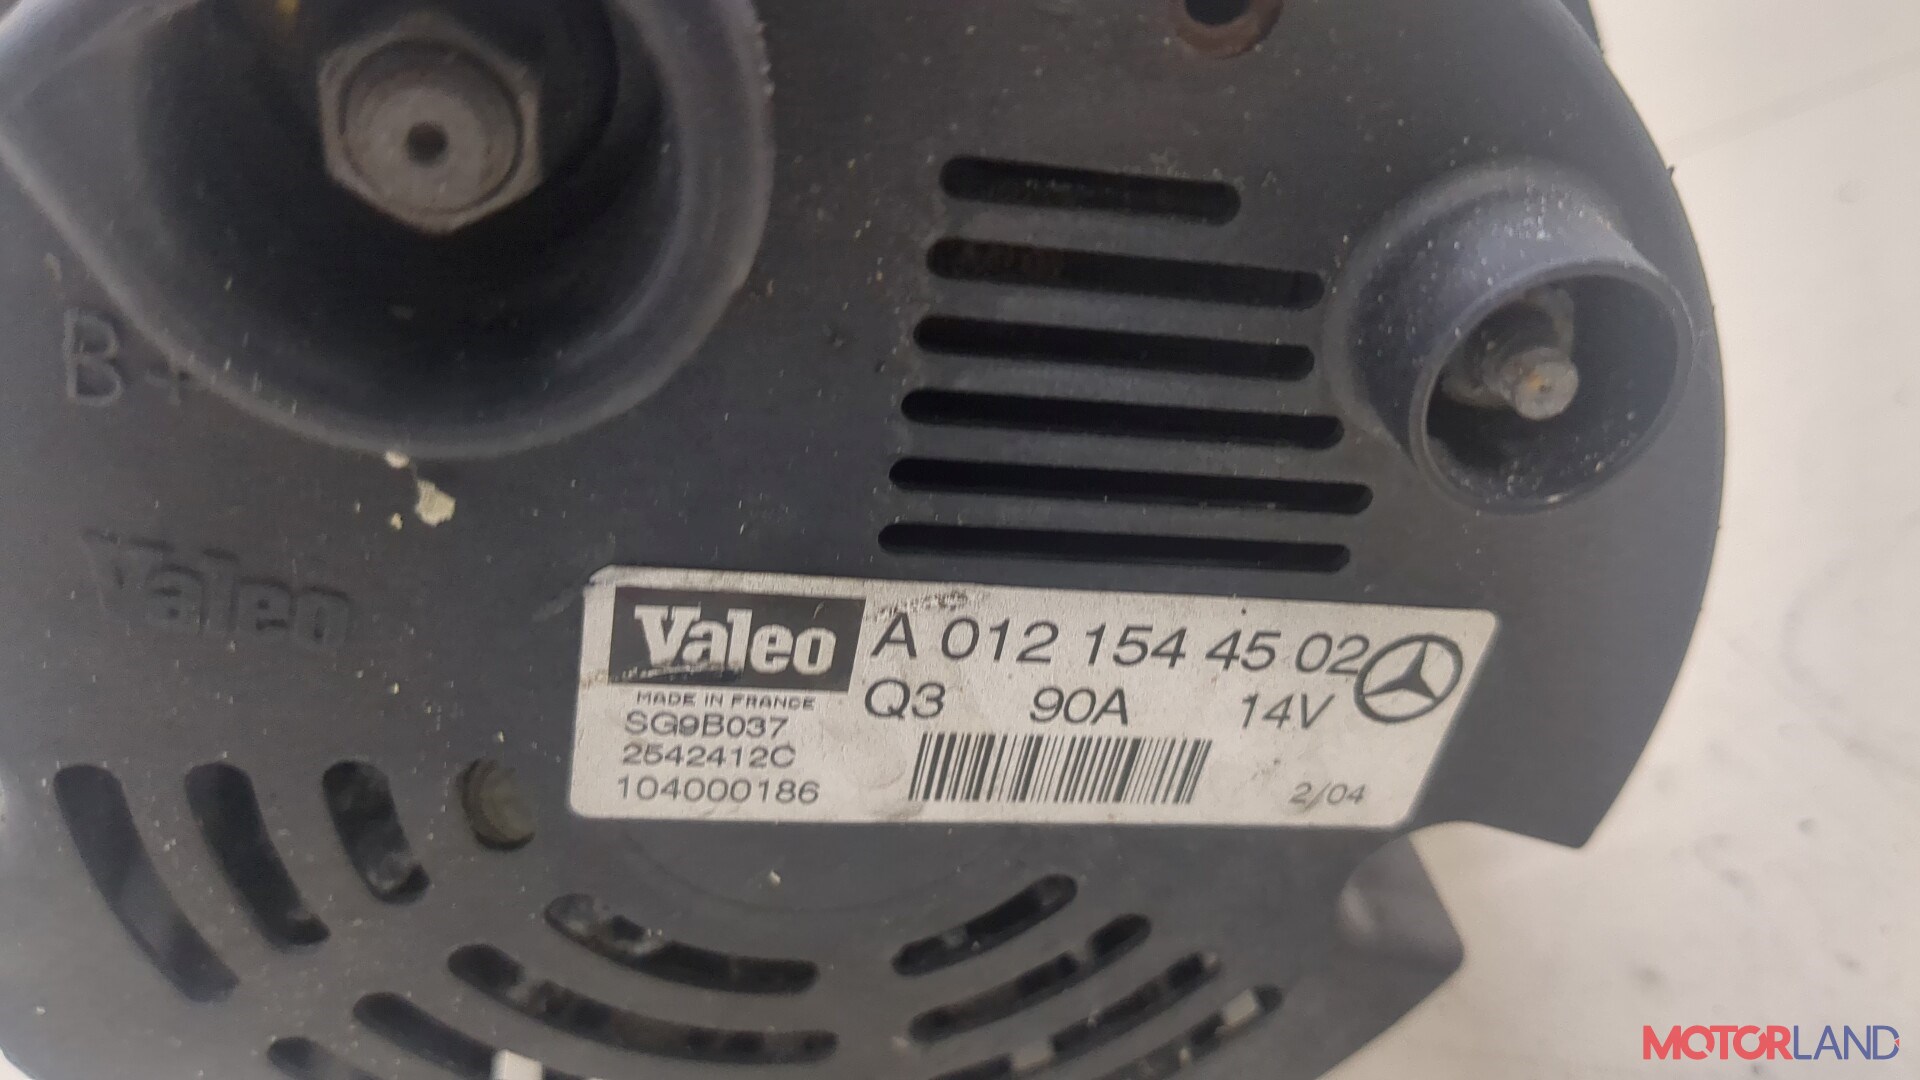 B+
Valeo
Valeo A 012 154 45 02
MADE IN FRANCE Q3 90A 14V
SG9B037
2542412C
104000186 2/04
MOTORLAND